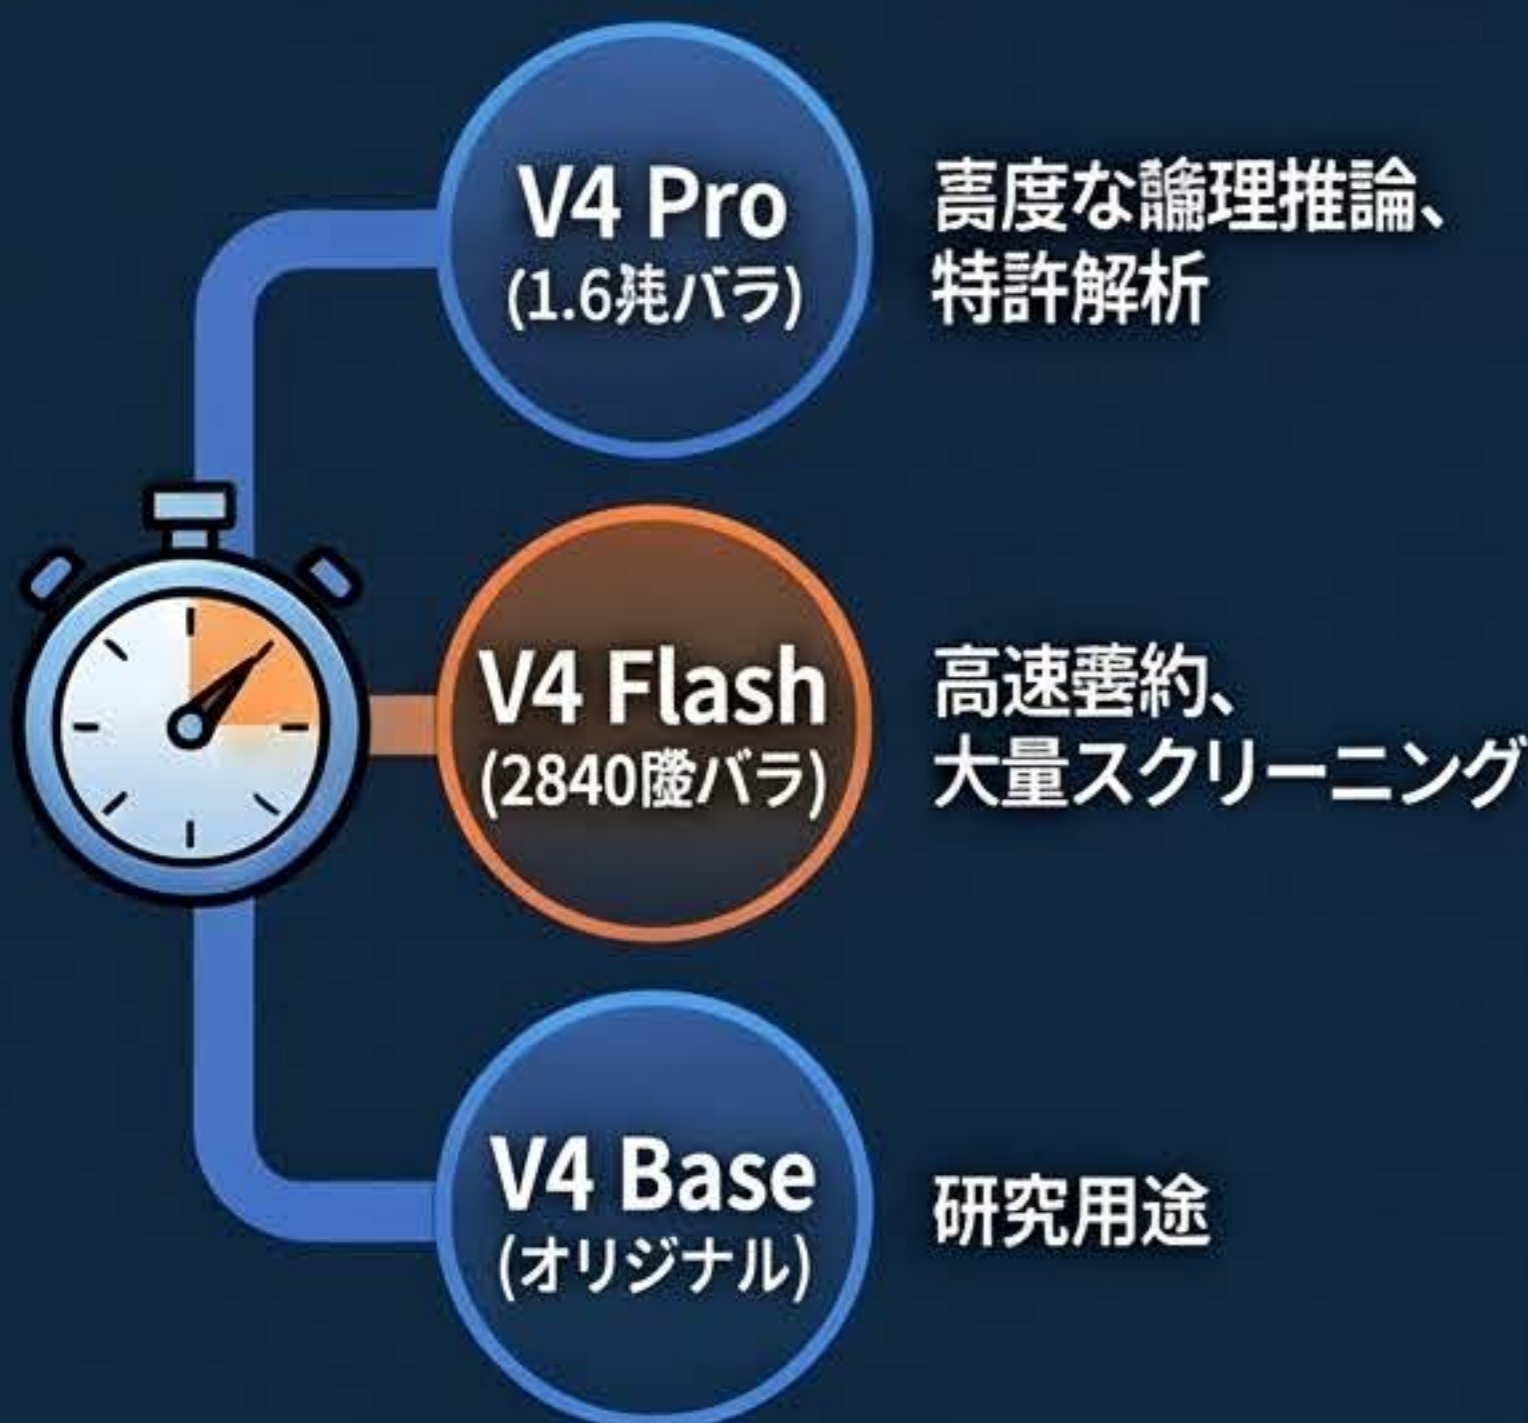 V4 Pro
(1.6バラ)
度な理推論、
特許解析
V4 Flash
(2840バラ)
高速約、
大量スクリーニング
V4 Base
(オリジナル)
研究用途